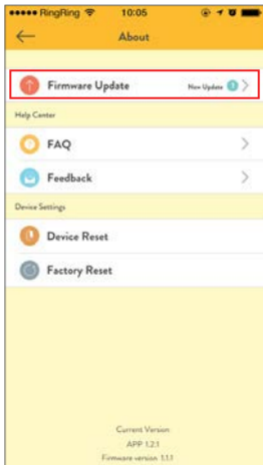 RingRing 10:05
About
Firmware Update New Update
Help Center
FAQ
Feedback
Device Settings
Device Reset
Factory Reset
Current Version
APP 1.2.1
Firmware version 1.1.1